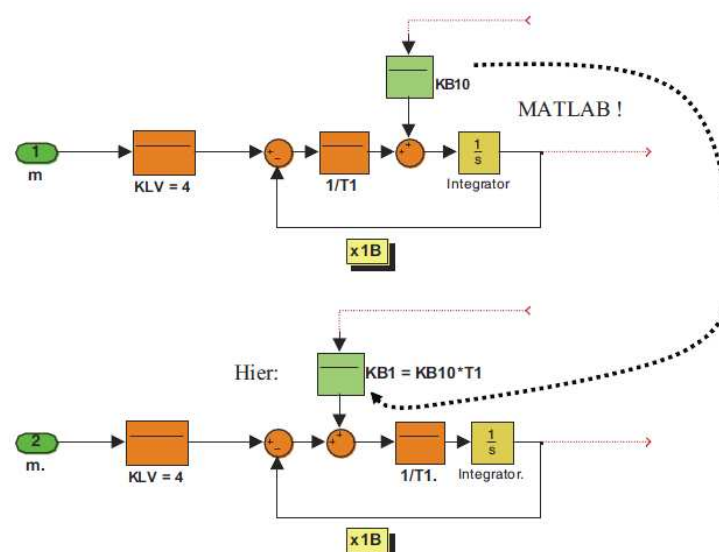 KB10
MATLAB !
1
m
KLV = 4
+
−
1/T1
+
+
1
s
Integrator
x1B
Hier:
KB1 = KB10*T1
2
m.
KLV = 4
+
−
+
+
1/T1.
1
s
Integrator.
x1B